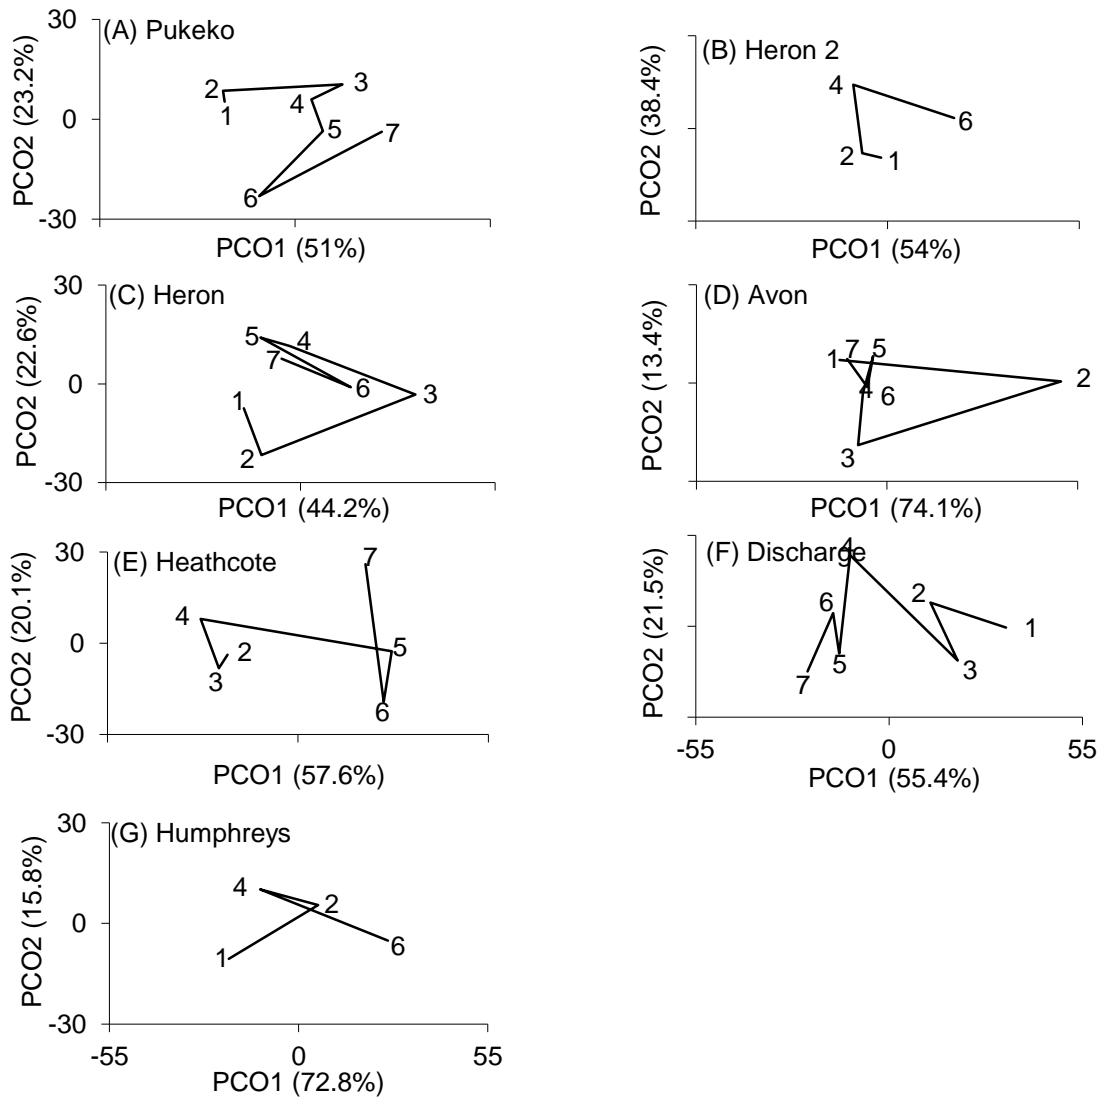 (A) Pukeko
30
0
-30
PCO2 (23.2%)
1
2
3
4
5
6
7
PCO1 (51%)
(B) Heron 2
PCO2 (38.4%)
4
6
2
1
PCO1 (54%)
(C) Heron
30
0
-30
PCO2 (22.6%)
5
4
7
6
3
1
2
PCO1 (44.2%)
(D) Avon
PCO2 (13.4%)
1
7
5
2
4
6
3
PCO1 (74.1%)
(E) Heathcote
30
0
-30
PCO2 (20.1%)
7
4
2
3
5
6
PCO1 (57.6%)
(F) Discharge
PCO2 (21.5%)
4
6
2
1
5
3
7
-55
0
55
PCO1 (55.4%)
(G) Humphreys
30
0
-30
PCO2 (15.8%)
4
2
1
6
-55
0
55
PCO1 (72.8%)